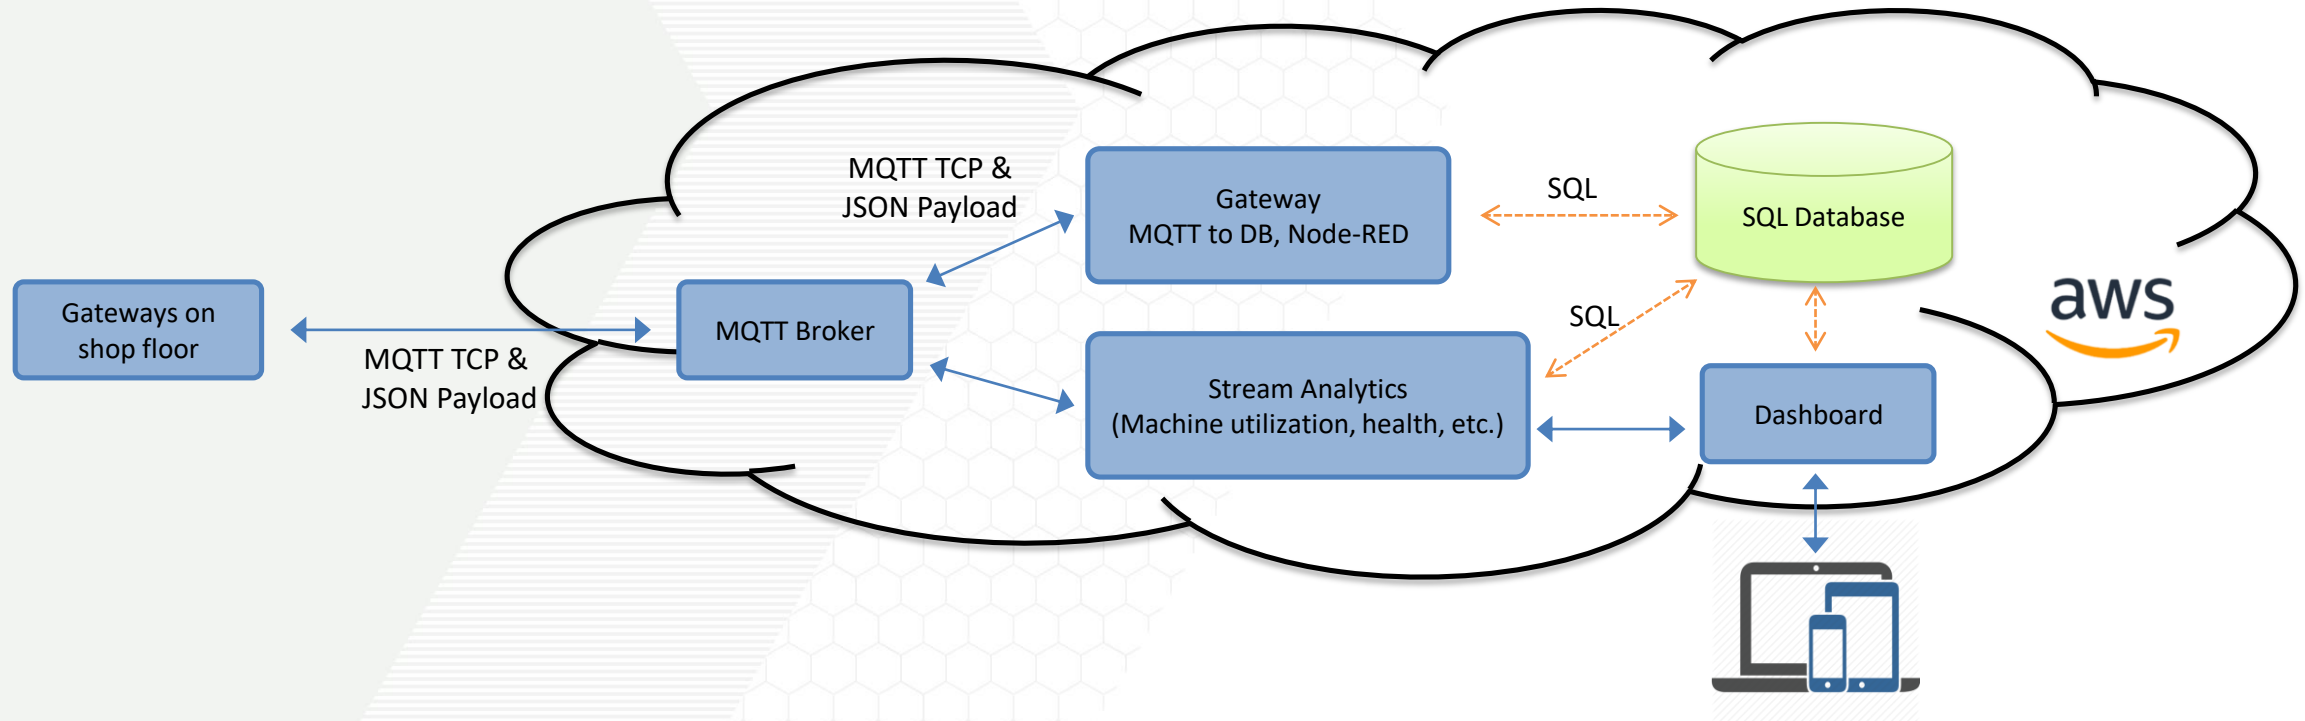 Gateways on
shop floor
MQTT TCP &
JSON Payload
MQTT Broker
MQTT TCP &
JSON Payload
Gateway
MQTT to DB, Node-RED
Stream Analytics
(Machine utilization, health, etc.)
SQL
SQL
SQL Database
Dashboard
aws